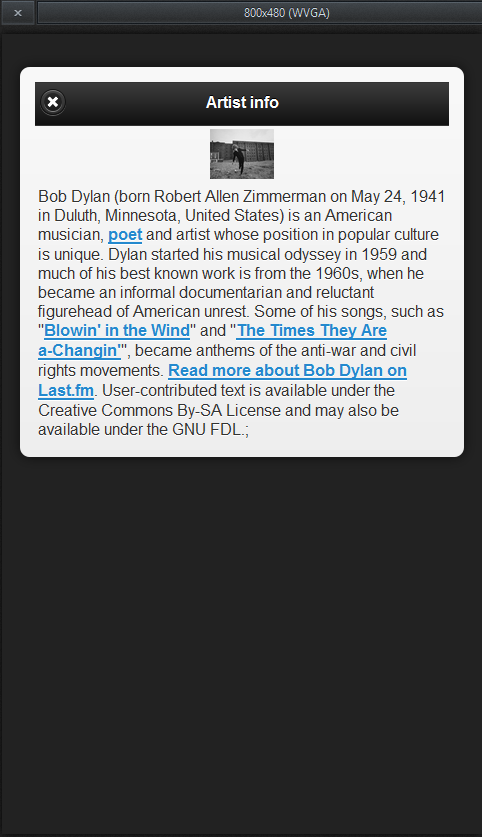 800x480 (WVGA)
Artist info
Bob Dylan (born Robert Allen Zimmerman on May 24, 1941
in Duluth, Minnesota, United States) is an American
musician, poet and artist whose position in popular culture
is unique. Dylan started his musical odyssey in 1959 and
much of his best known work is from the 1960s, when he
became an informal documentarian and reluctant
figurehead of American unrest. Some of his songs, such as
"Blowin' in the Wind" and "The Times They Are
a-Changin'", became anthems of the anti-war and civil
rights movements. Read more about Bob Dylan on
Last.fm. User-contributed text is available under the
Creative Commons By-SA License and may also be
available under the GNU FDL.;